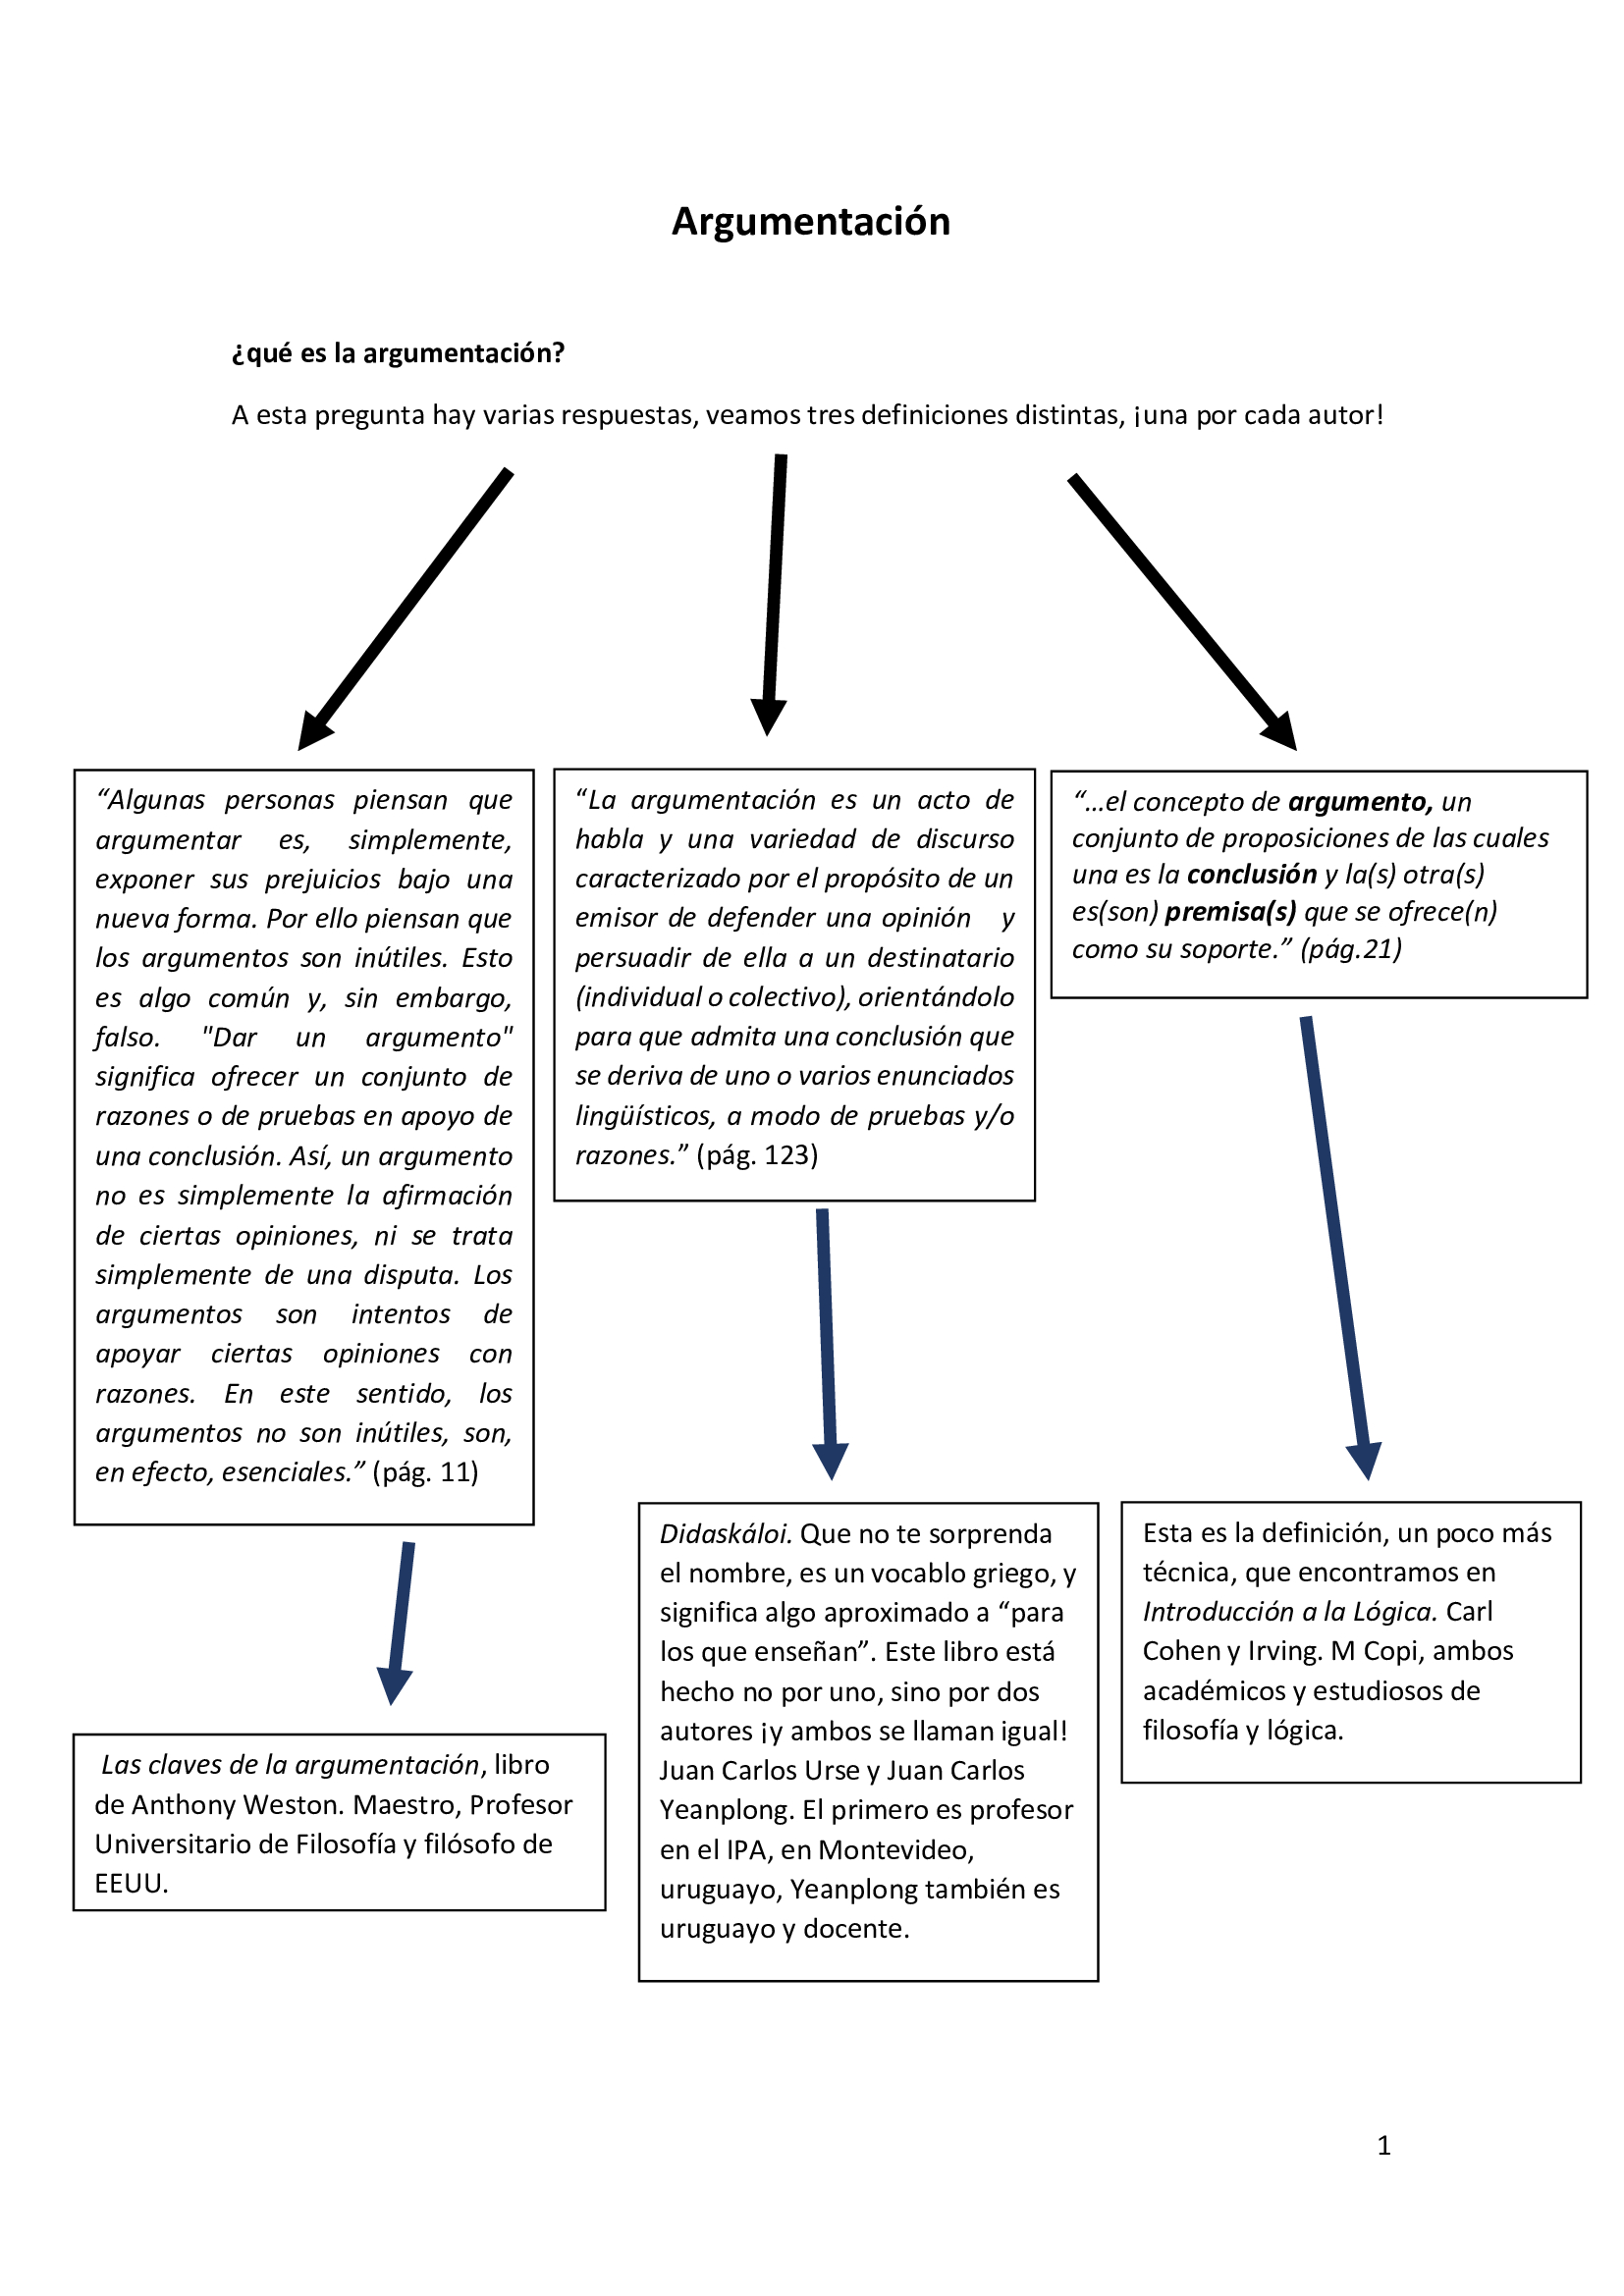 Argumentación
¿qué es la argumentación?
A esta pregunta hay varias respuestas, veamos tres definiciones distintas, ¡una por cada autor!
“Algunas personas piensan que
argumentar es, simplemente,
exponer sus prejuicios bajo una
nueva forma. Por ello piensan que
los argumentos son inútiles. Esto
es algo común y, sin embargo,
falso. "Dar un argumento"
significa ofrecer un conjunto de
razones o de pruebas en apoyo de
una conclusión. Así, un argumento
no es simplemente la afirmación
de ciertas opiniones, ni se trata
simplemente de una disputa. Los
argumentos son intentos de
apoyar ciertas opiniones con
razones. En este sentido, los
argumentos no son inútiles, son,
en efecto, esenciales.” (pág. 11)
“La argumentación es un acto de
habla y una variedad de discurso
caracterizado por el propósito de un
emisor de defender una opinión y
persuadir de ella a un destinatario
(individual o colectivo), orientándolo
para que admita una conclusión que
se deriva de uno o varios enunciados
lingüísticos, a modo de pruebas y/o
razones.” (pág. 123)
“…el concepto de argumento, un
conjunto de proposiciones de las cuales
una es la conclusión y la(s) otra(s)
es(son) premisa(s) que se ofrece(n)
como su soporte.” (pág.21)
Las claves de la argumentación, libro
de Anthony Weston. Maestro, Profesor
Universitario de Filosofía y filósofo de
EEUU.
Didaskáloi. Que no te sorprenda
el nombre, es un vocablo griego, y
significa algo aproximado a “para
los que enseñan”. Este libro está
hecho no por uno, sino por dos
autores ¡y ambos se llaman igual!
Juan Carlos Urse y Juan Carlos
Yeanplong. El primero es profesor
en el IPA, en Montevideo,
uruguayo, Yeanplong también es
uruguayo y docente.
Esta es la definición, un poco más
técnica, que encontramos en
Introducción a la Lógica. Carl
Cohen y Irving. M Copi, ambos
académicos y estudiosos de
filosofía y lógica.
1